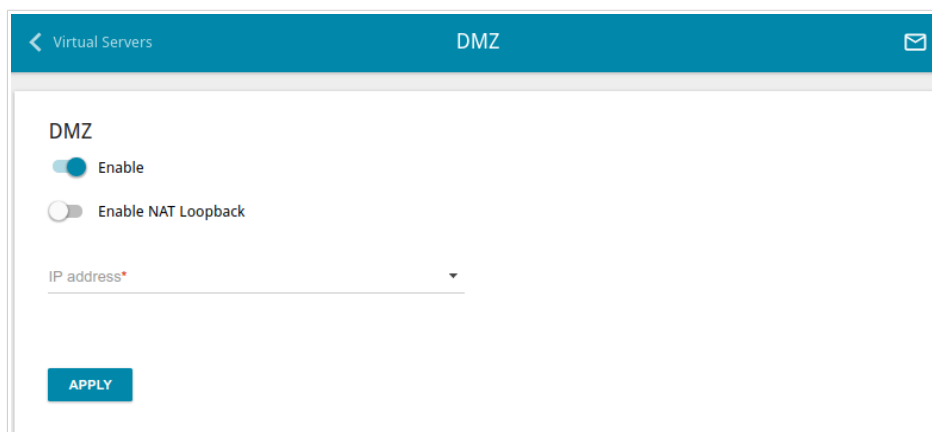 Virtual Servers
DMZ
DMZ
Enable
Enable NAT Loopback
IP address*
APPLY